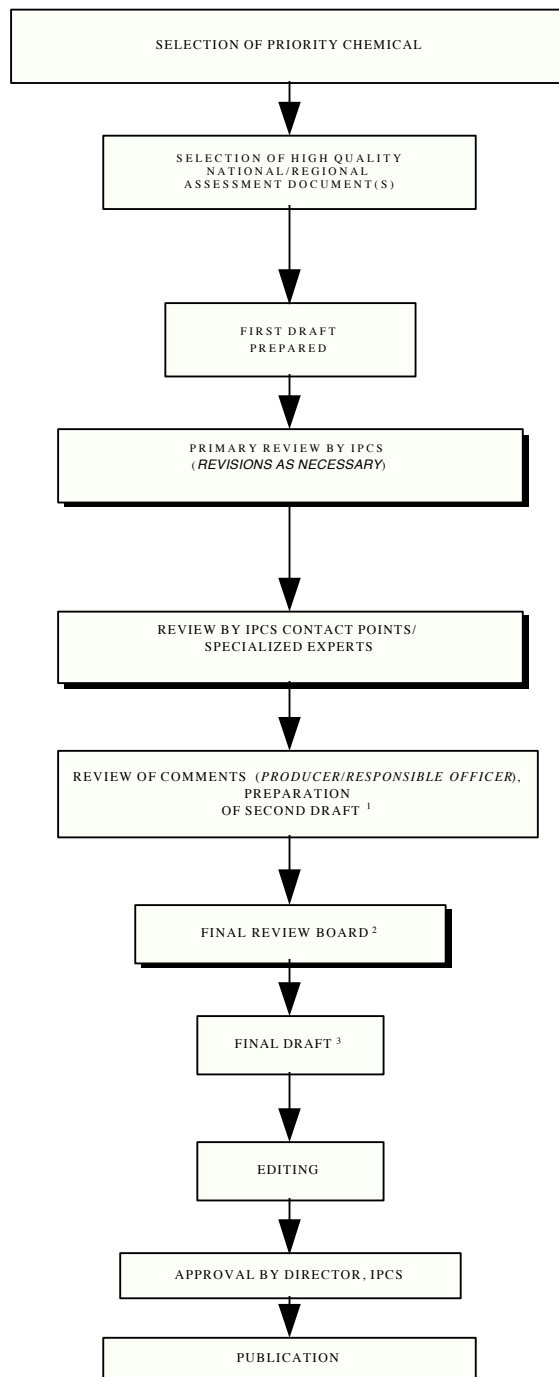 SELECTION OF PRIORITY CHEMICAL
SELECTION OF HIGH QUALITY
NATIONAL/REGIONAL
ASSESSMENT DOCUMENT(S)
FIRST DRAFT
PREPARED
PRIMARY REVIEW BY IPCS
(REVISIONS AS NECESSARY)
REVIEW BY IPCS CONTACT POINTS/
SPECIALIZED EXPERTS
REVIEW OF COMMENTS (PRODUCER/RESPONSIBLE OFFICER),
PREPARATION
OF SECOND DRAFT 1
FINAL REVIEW BOARD 2
FINAL DRAFT 3
EDITING
APPROVAL BY DIRECTOR, IPCS
PUBLICATION